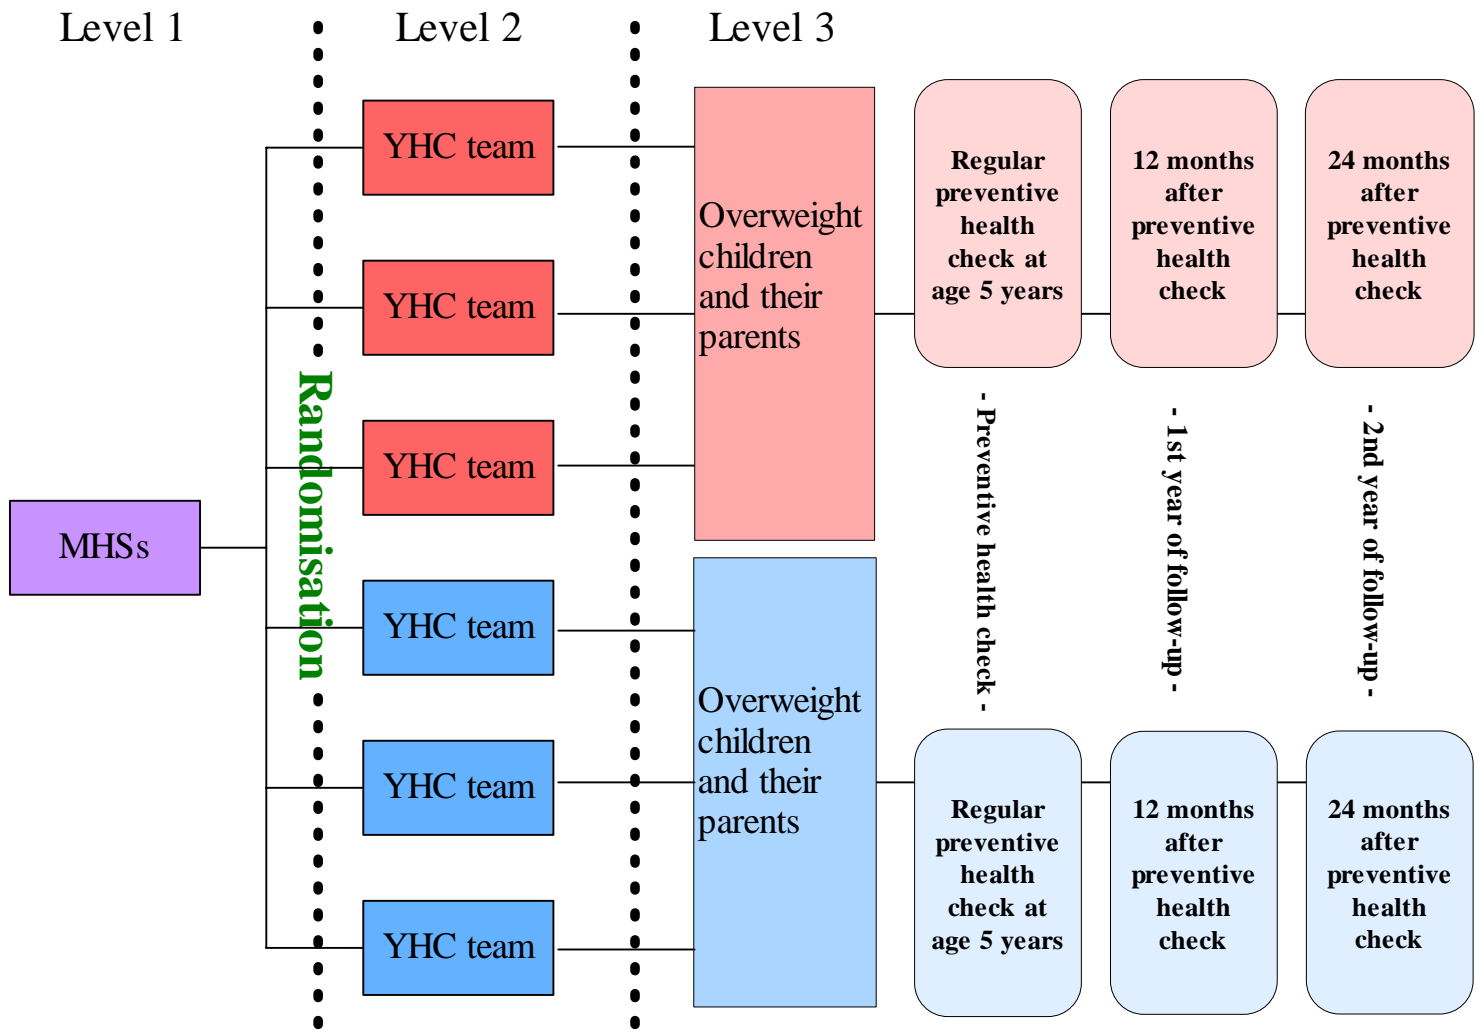 Level 1
Level 2
Level 3
MHSs
Randomisation
YHC team
YHC team
YHC team
YHC team
YHC team
YHC team
Overweight
children
and their
parents
Regular
preventive
health
check at
age 5 years
12 months
after
preventive
health
check
24 months
after
preventive
health
check
- Preventive health check -
- 1st year of follow-up -
- 2nd year of follow-up -
Overweight
children
and their
parents
Regular
preventive
health
check at
age 5 years
12 months
after
preventive
health
check
24 months
after
preventive
health
check